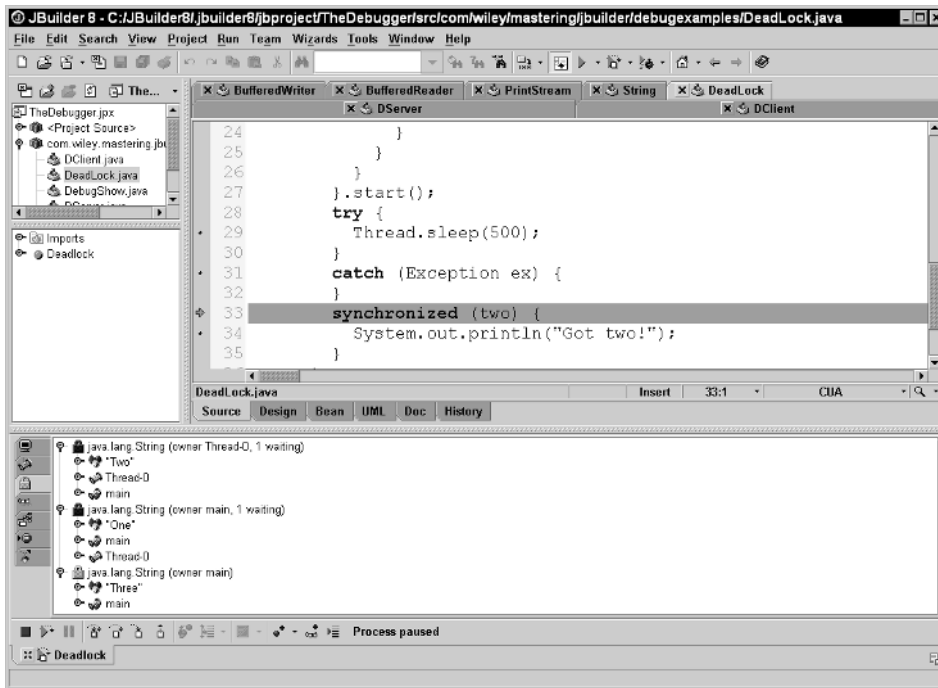 JBuilder 8 - C:/JBuilder8/.jbuilder8/jbproject/TheDebugger/src/com/wiley/mastering/jbuilder/debugexamples/DeadLock.java
File Edit Search View Project Run Team Wizards Tools Window Help
The...
BufferedWriter BufferedReader PrintStream String DeadLock
DServer DClient
TheDebugger.jpx
<Project Source>
com.wiley.mastering.jbu
DClient.java
DeadLock.java
DebugShow.java
DServer.java
Imports
Deadlock
24 }
25 }
26 }
27 }.start();
28 try {
29 Thread.sleep(500);
30 }
31 catch (Exception ex) {
32 }
33 synchronized (two) {
34 System.out.println("Got two!");
35 }
DeadLock.java Insert 33:1 CUA
Source Design Bean UML Doc History
java.lang.String (owner Thread-0, 1 waiting)
"Two"
Thread-0
main
java.lang.String (owner main, 1 waiting)
"One"
main
Thread-0
java.lang.String (owner main)
"Three"
main
Process paused
Deadlock